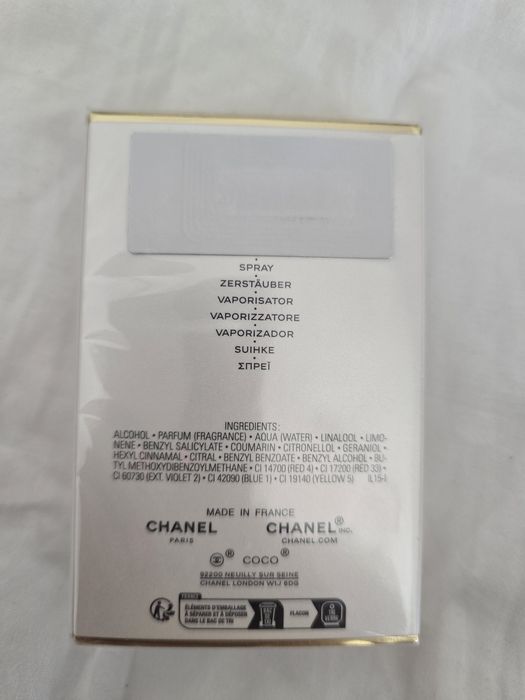 SPRAY
ZERSTÄUBER
VAPORISATOR
VAPORIZZATORE
VAPORIZADOR
SUIHKE
ΣΠΡΕΪ
INGREDIENTS:
ALCOHOL • PARFUM (FRAGRANCE) • AQUA (WATER) • LINALOOL • LIMO-
NENE • BENZYL SALICYLATE • COUMARIN • CITRONELLOL • GERANIOL •
HEXYL CINNAMAL • CITRAL • BENZYL BENZOATE • BENZYL ALCOHOL • BU-
TYL METHOXYDIBENZOYLMETHANE • CI 14700 (RED 4) • CI 17200 (RED 33) •
CI 60730 (EXT. VIOLET 2) • CI 42090 (BLUE 1) • CI 19140 (YELLOW 5) IL15-I
MADE IN FRANCE
CHANEL CHANEL® INC.
PARIS CHANEL.COM
® COCO®
92200 NEUILLY SUR SEINE
CHANEL LONDON W1J 6DG
FRANCE
ÉLÉMENTS D'EMBALLAGE
À SÉPARER ET À DÉPOSER
DANS LE BAC DE TRI
FLACON